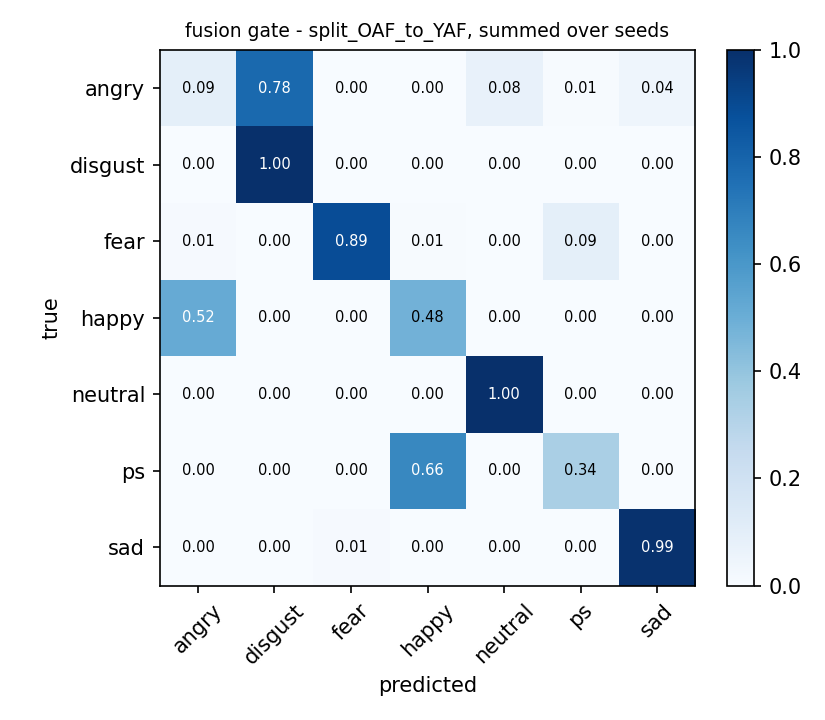 fusion gate - split_OAF_to_YAF, summed over seeds
true
angry 0.09 0.78 0.00 0.00 0.08 0.01 0.04
disgust 0.00 1.00 0.00 0.00 0.00 0.00 0.00
fear 0.01 0.00 0.89 0.01 0.00 0.09 0.00
happy 0.52 0.00 0.00 0.48 0.00 0.00 0.00
neutral 0.00 0.00 0.00 0.00 1.00 0.00 0.00
ps 0.00 0.00 0.00 0.66 0.00 0.34 0.00
sad 0.00 0.00 0.01 0.00 0.00 0.00 0.99
angry disgust fear happy neutral ps sad
predicted
1.0
0.8
0.6
0.4
0.2
0.0